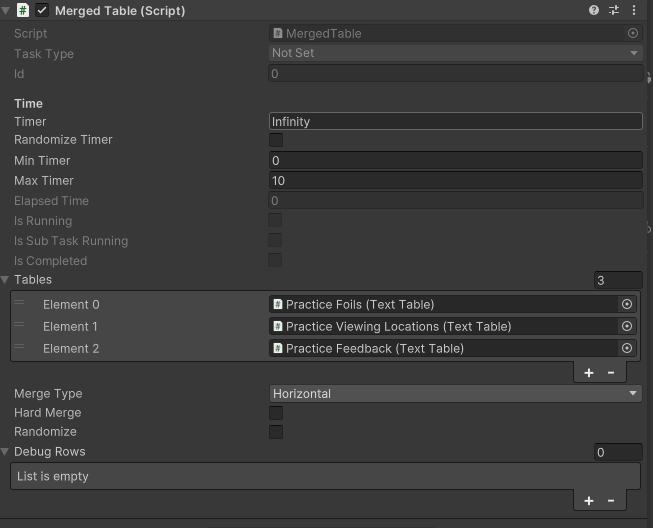 Merged Table (Script)
Script # MergedTable
Task Type Not Set
Id 0
Time
Timer Infinity
Randomize Timer
Min Timer 0
Max Timer 10
Elapsed Time 0
Is Running
Is Sub Task Running
Is Completed
Tables 3
Element 0 # Practice Foils (Text Table)
Element 1 # Practice Viewing Locations (Text Table)
Element 2 # Practice Feedback (Text Table)
+ -
Merge Type Horizontal
Hard Merge
Randomize
Debug Rows 0
List is empty
+ -